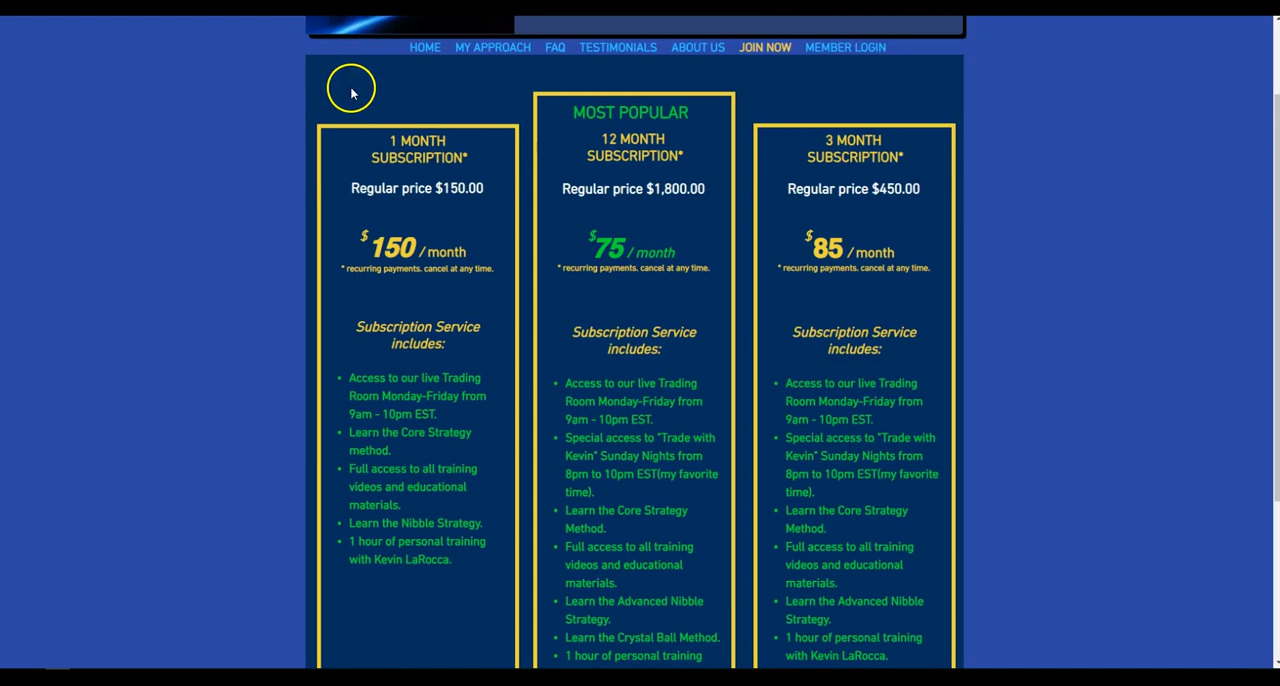 HOME MY APPROACH FAQ TESTIMONIALS ABOUT US JOIN NOW MEMBER LOGIN
1 MONTH
SUBSCRIPTION*
Regular price $150.00
$150 / month
* recurring payments. cancel at any time.
Subscription Service
includes:
• Access to our live Trading
Room Monday-Friday from
9am - 10pm EST.
• Learn the Core Strategy
method.
• Full access to all training
videos and educational
materials.
• Learn the Nibble Strategy.
• 1 hour of personal training
with Kevin LaRocca.
MOST POPULAR
12 MONTH
SUBSCRIPTION*
Regular price $1,800.00
$75 / month
* recurring payments. cancel at any time.
Subscription Service
includes:
• Access to our live Trading
Room Monday-Friday from
9am - 10pm EST.
• Special access to "Trade with
Kevin" Sunday Nights from
8pm to 10pm EST(my favorite
time).
• Learn the Core Strategy
Method.
• Full access to all training
videos and educational
materials.
• Learn the Advanced Nibble
Strategy.
• Learn the Crystal Ball Method.
• 1 hour of personal training
3 MONTH
SUBSCRIPTION*
Regular price $450.00
$85 / month
* recurring payments. cancel at any time.
Subscription Service
includes:
• Access to our live Trading
Room Monday-Friday from
9am - 10pm EST.
• Special access to "Trade with
Kevin" Sunday Nights from
8pm to 10pm EST(my favorite
time).
• Learn the Core Strategy
Method.
• Full access to all training
videos and educational
materials.
• Learn the Advanced Nibble
Strategy.
• 1 hour of personal training
with Kevin LaRocca.